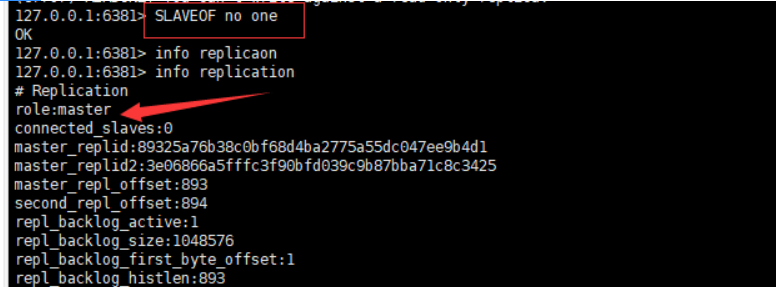 127.0.0.1:6381> SLAVEOF no one
OK
127.0.0.1:6381> info replicaon
127.0.0.1:6381> info replication
# Replication
role:master
connected_slaves:0
master_replid:89325a76b38c0bf68d4ba2775a55dc047ee9b4d1
master_replid2:3e06866a5fffc3f90bfd039c9b87bba71c8c3425
master_repl_offset:893
second_repl_offset:894
repl_backlog_active:1
repl_backlog_size:1048576
repl_backlog_first_byte_offset:1
repl_backlog_histlen:893